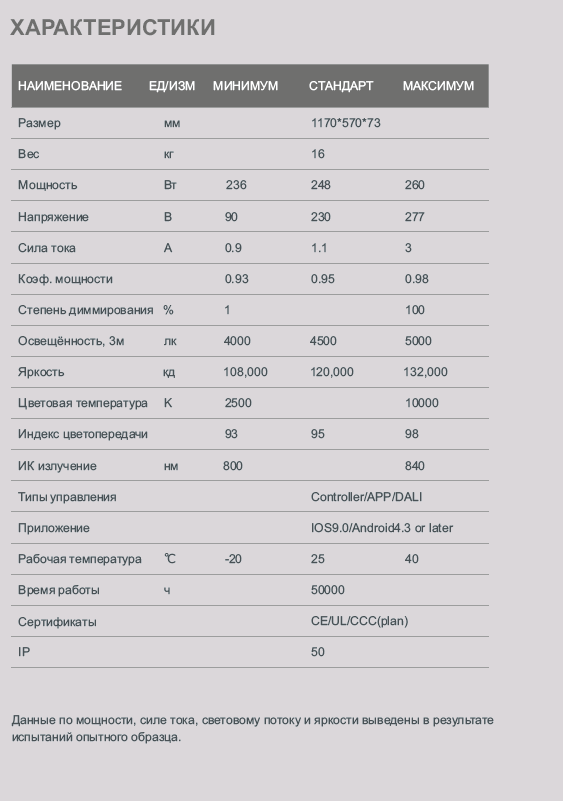 ХАРАКТЕРИСТИКИ
НАИМЕНОВАНИЕ ЕД/ИЗМ МИНИМУМ СТАНДАРТ МАКСИМУМ
Размер мм 1170*570*73
Вес кг 16
Мощность Вт 236 248 260
Напряжение В 90 230 277
Сила тока А 0.9 1.1 3
Коэф. мощности 0.93 0.95 0.98
Степень диммирования % 1 100
Освещённость, 3м лк 4000 4500 5000
Яркость кд 108,000 120,000 132,000
Цветовая температура K 2500 10000
Индекс цветопередачи 93 95 98
ИК излучение нм 800 840
Типы управления Controller/APP/DALI
Приложение IOS9.0/Android4.3 or later
Рабочая температура ℃ -20 25 40
Время работы ч 50000
Сертификаты CE/UL/CCC(plan)
IP 50
Данные по мощности, силе тока, световому потоку и яркости выведены в результате
испытаний опытного образца.